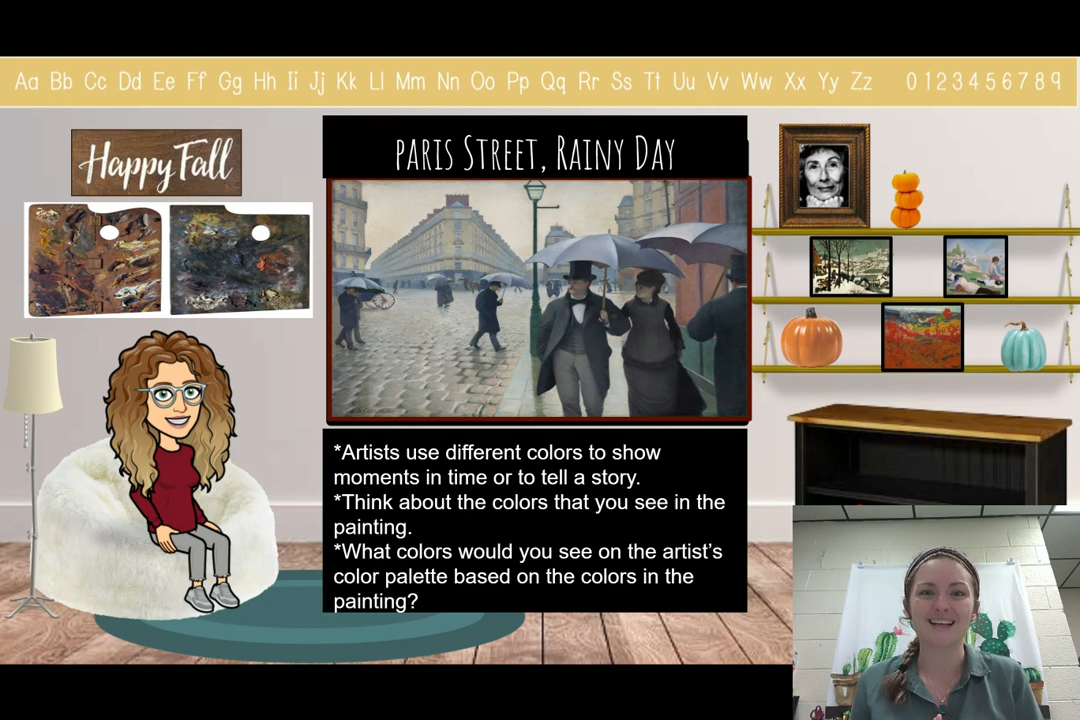 Aa Bb Cc Dd Ee Ff Gg Hh Ii Jj Kk Ll Mm Nn Oo Pp Qq Rr Ss Tt Uu Vv Ww Xx Yy Zz 0 1 2 3 4 5 6 7 8 9
Happy Fall
PARIS STREET, RAINY DAY
*Artists use different colors to show
moments in time or to tell a story.
*Think about the colors that you see in the
painting.
*What colors would you see on the artist's
color palette based on the colors in the
painting?